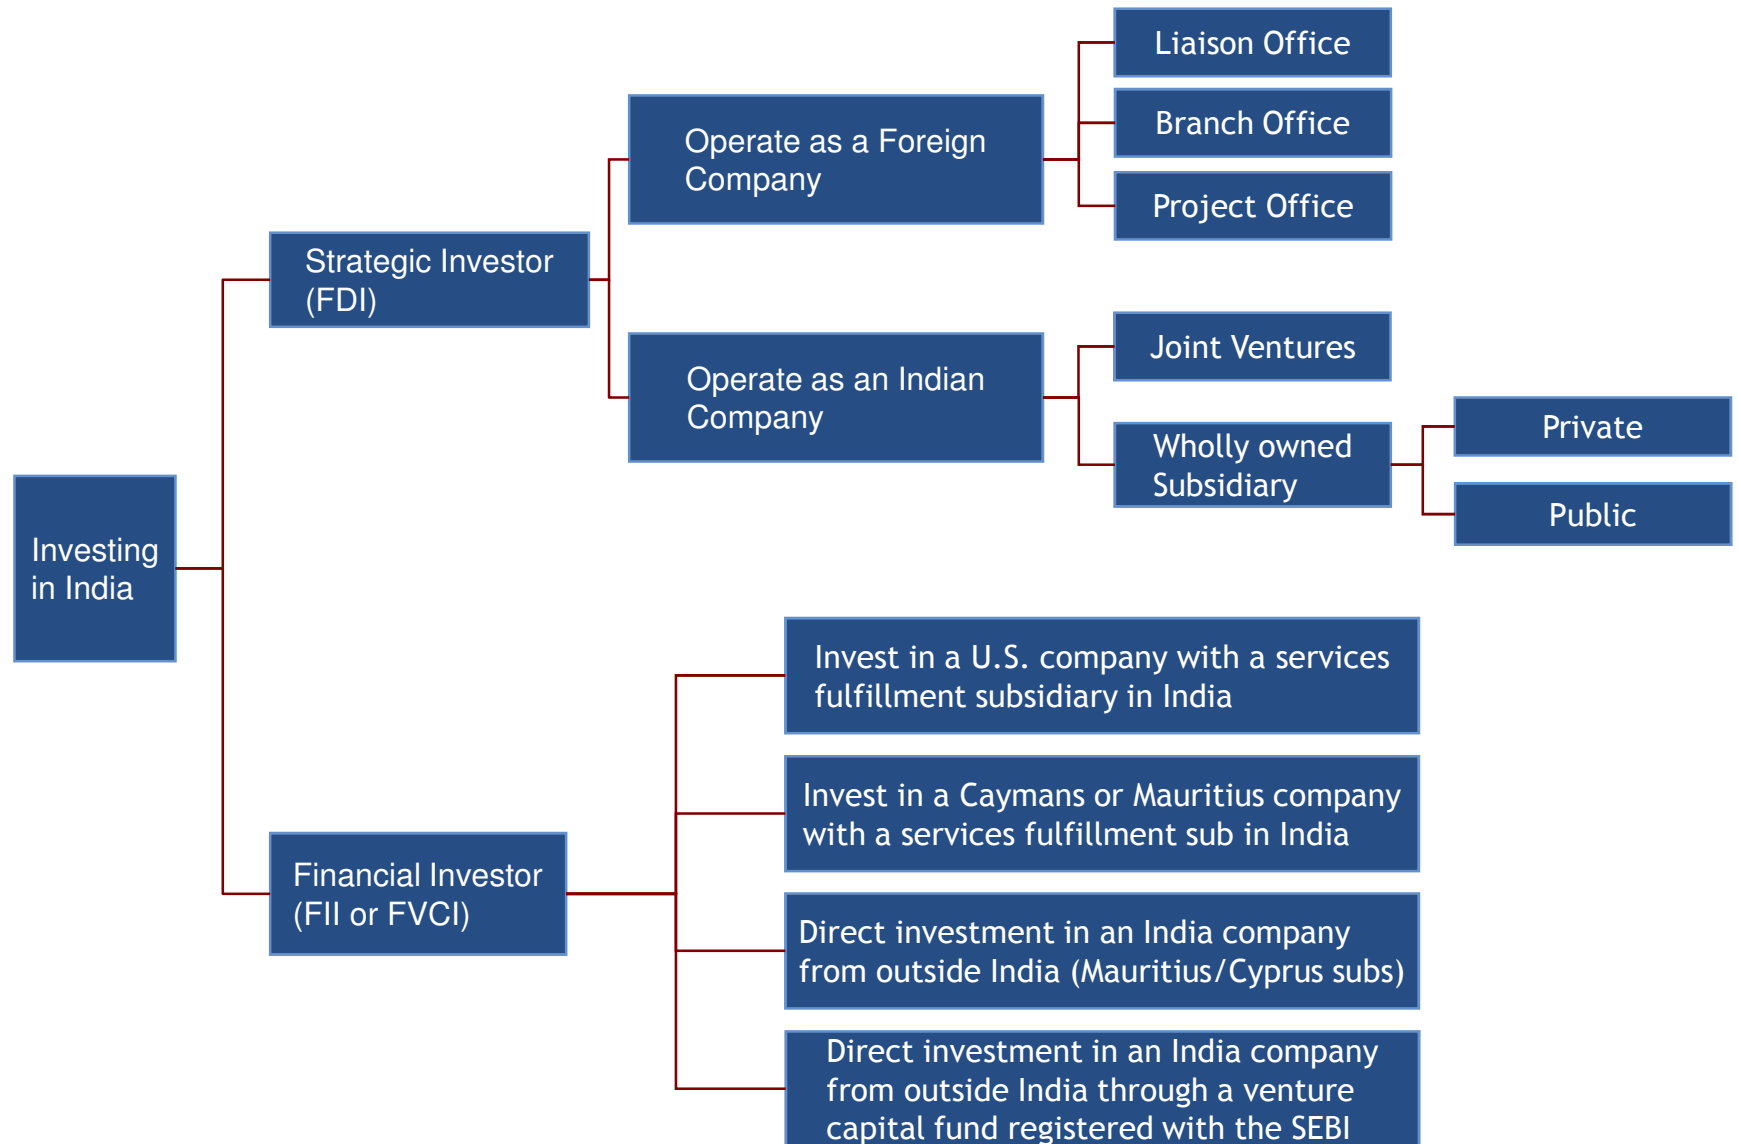 Investing
in India
Strategic Investor
(FDI)
Operate as a Foreign
Company
Liaison Office
Branch Office
Project Office
Operate as an Indian
Company
Joint Ventures
Wholly owned
Subsidiary
Private
Public
Financial Investor
(FII or FVCI)
Invest in a U.S. company with a services
fulfillment subsidiary in India
Invest in a Caymans or Mauritius company
with a services fulfillment sub in India
Direct investment in an India company
from outside India (Mauritius/Cyprus subs)
Direct investment in an India company
from outside India through a venture
capital fund registered with the SEBI